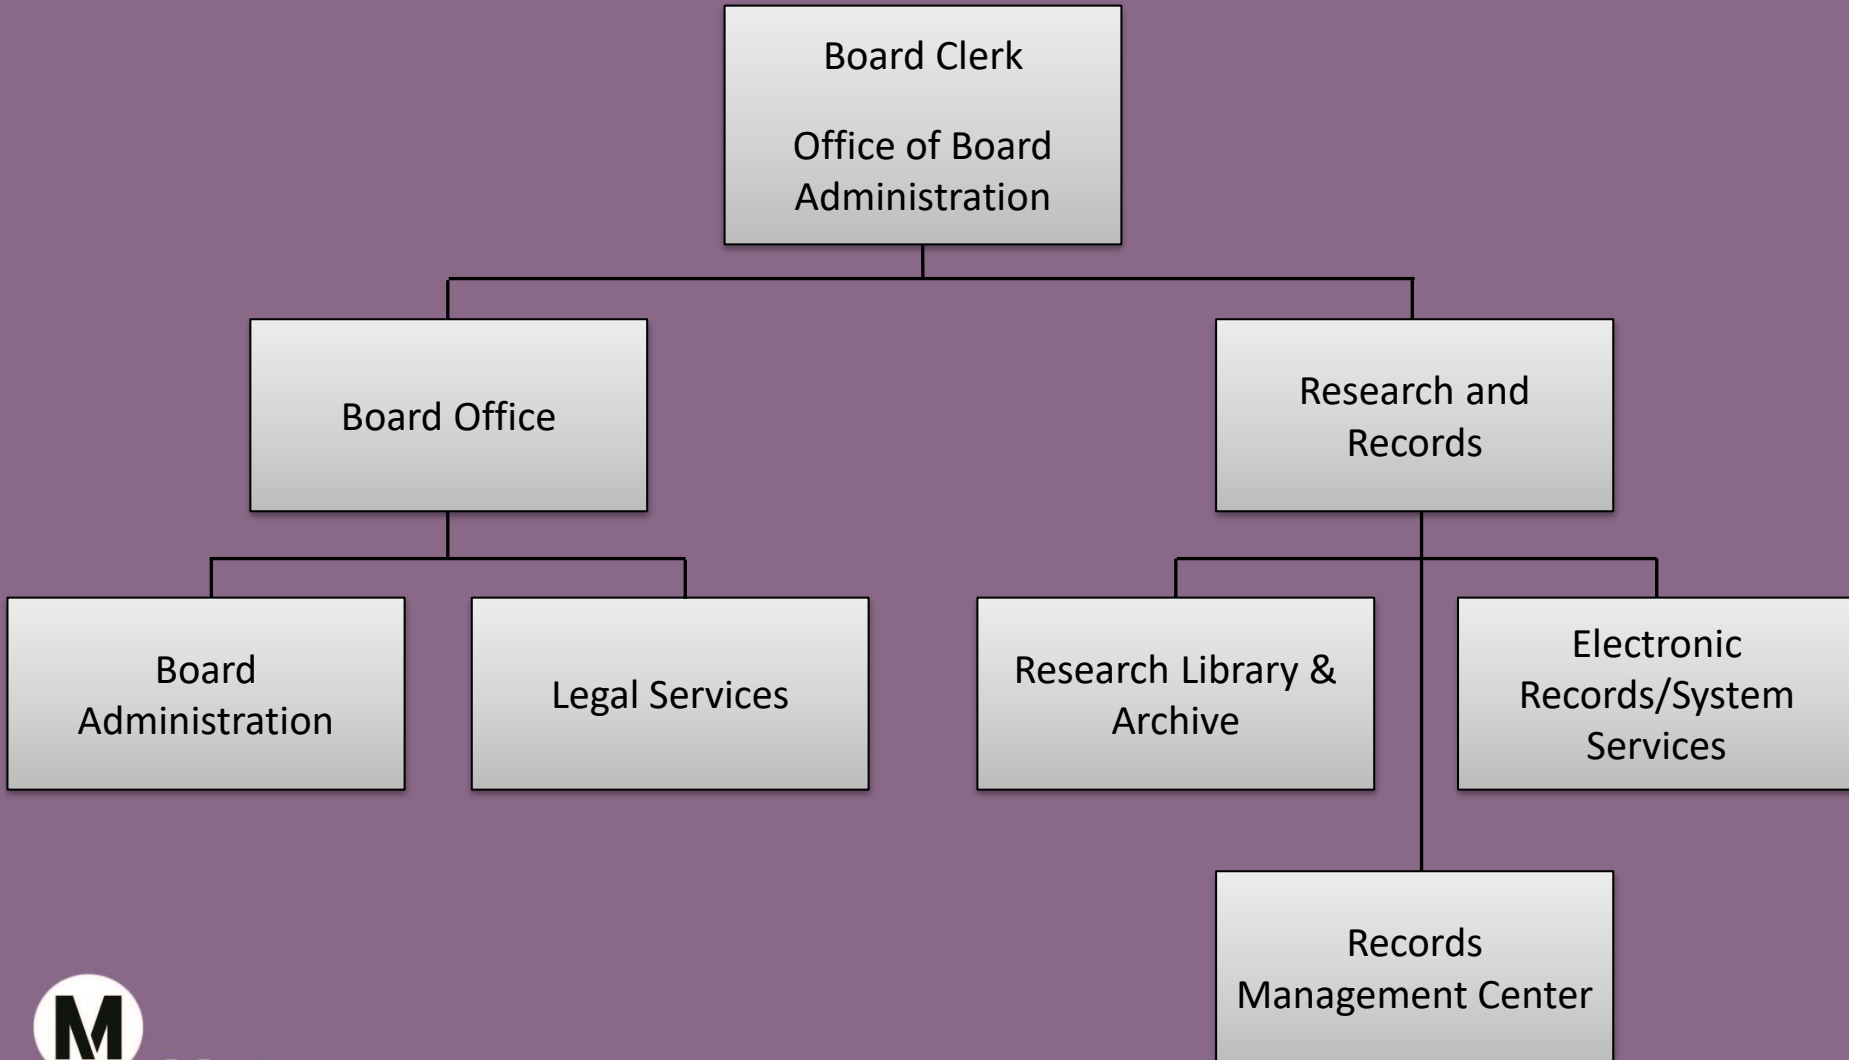 Board Clerk
Office of Board
Administration
Board Office
Research and
Records
Board
Administration
Legal Services
Research Library &
Archive
Electronic
Records/System
Services
Records
Management Center
M